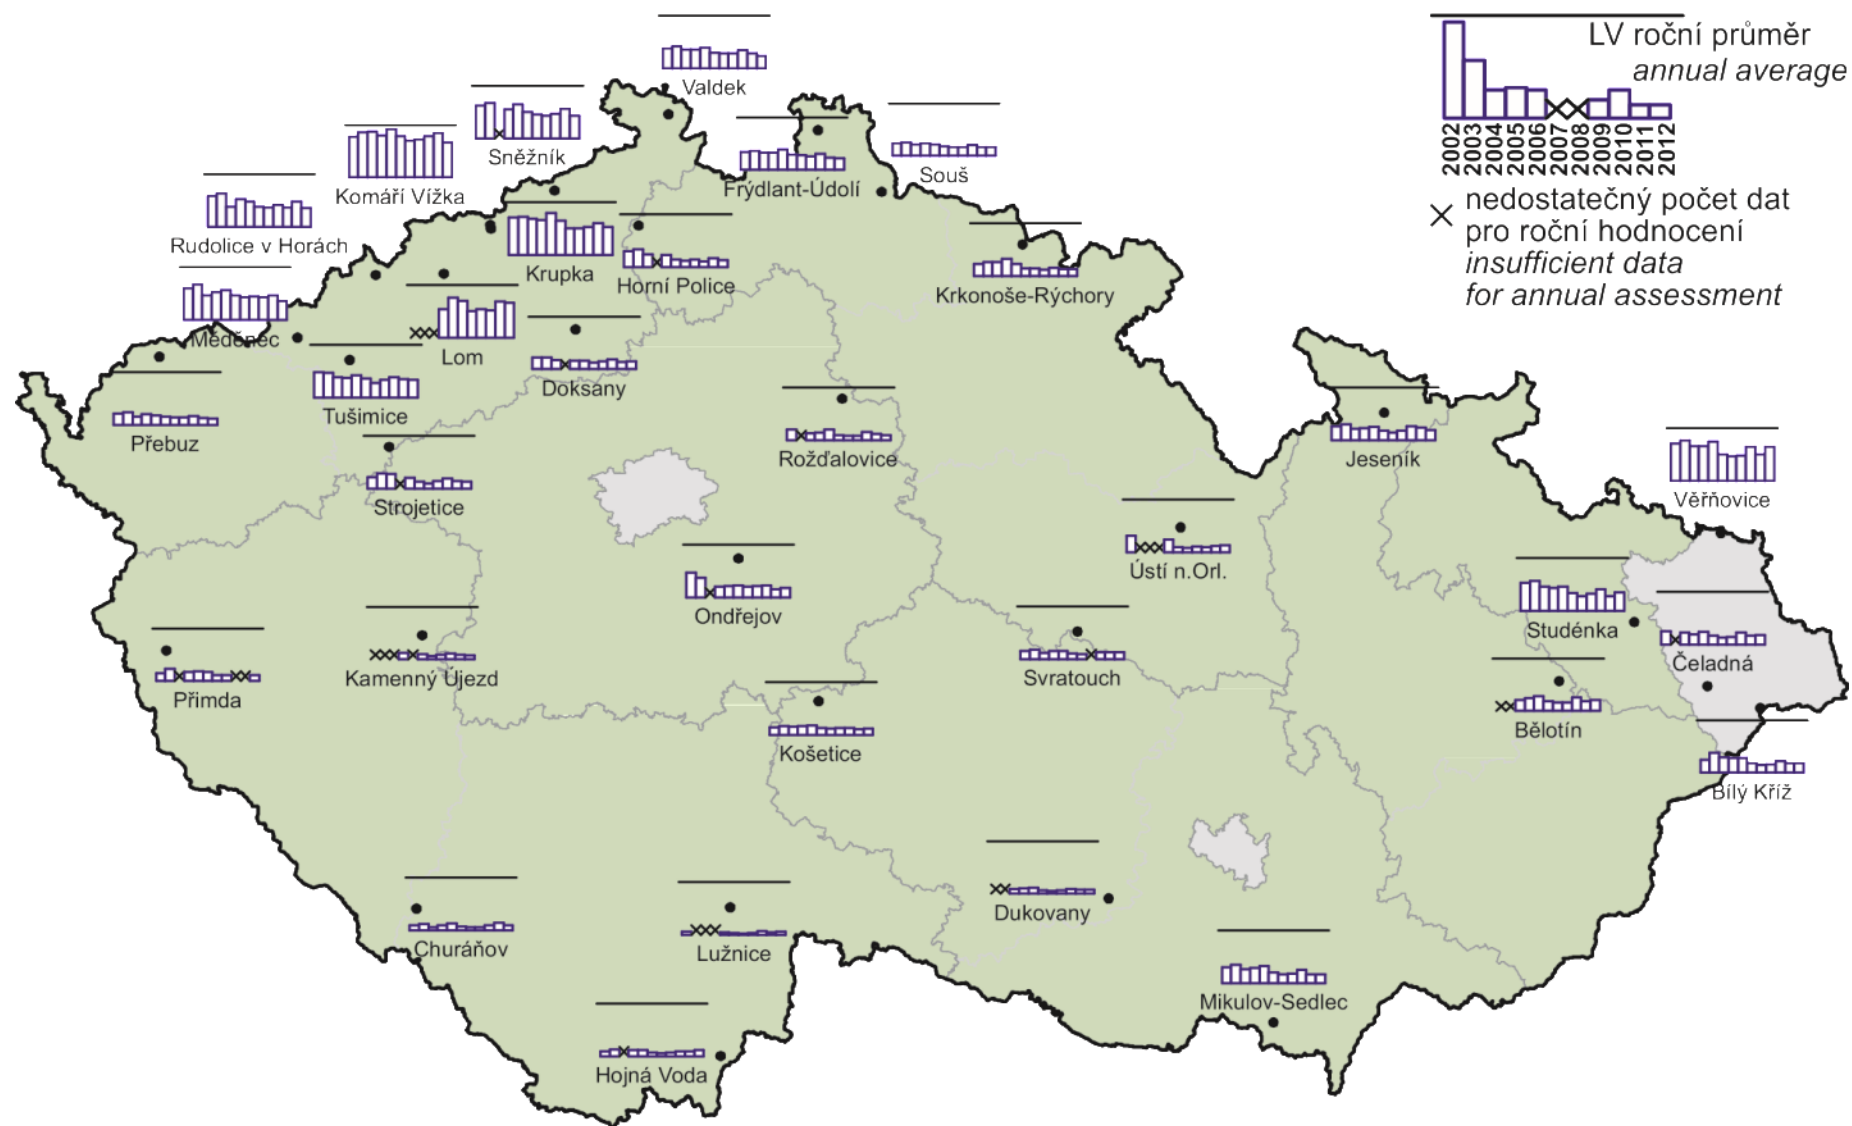 LV roční průměr
annual average
2002
2003
2004
2005
2006
2007
2008
2009
2010
2011
2012
nedostatečný počet dat
pro roční hodnocení
insufficient data
for annual assessment
Valdek
Sněžník
Souš
Frýdlant-Údolí
Komáří Vížka
Rudolice v Horách
Krupka
Horní Police
Krkonoše-Rýchory
Měděnec
Lom
Doksany
Tušimice
Přebuz
Rožďalovice
Jeseník
Strojetice
Věřňovice
Ústí n.Orl.
Ondřejov
Studénka
Čeladná
Svratouch
Kamenný Újezd
Přimda
Bělotín
Košetice
Bílý Kříž
Dukovany
Churáňov
Lužnice
Mikulov-Sedlec
Hojná Voda